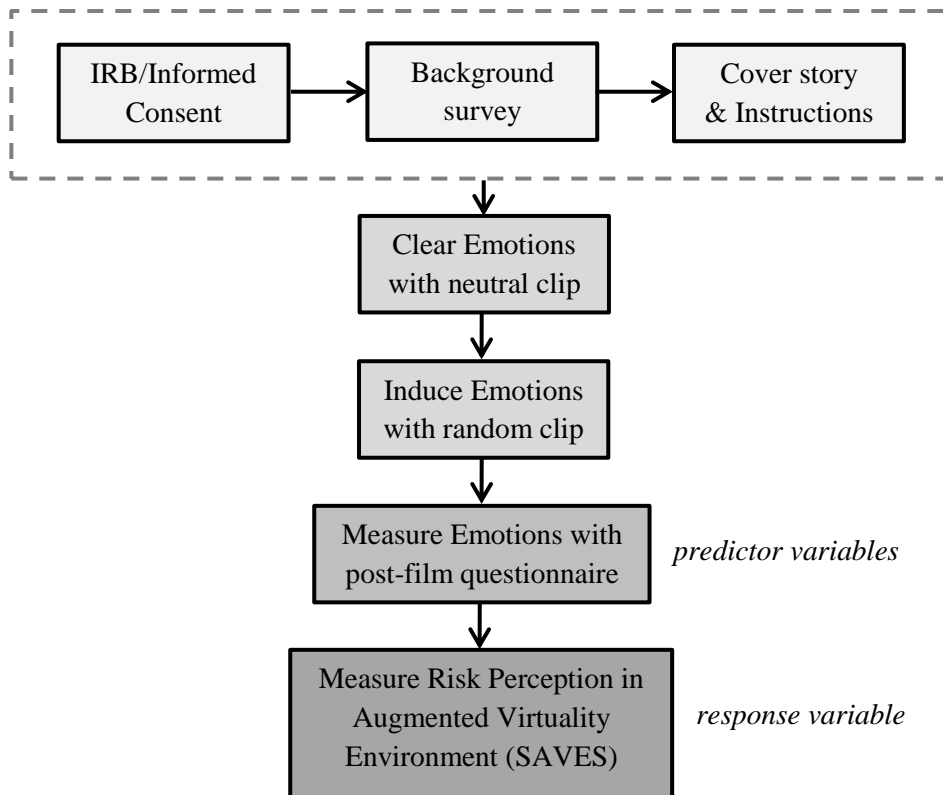 IRB/Informed
Consent
Background
survey
Cover story
& Instructions
Clear Emotions
with neutral clip
Induce Emotions
with random clip
Measure Emotions with
post-film questionnaire
predictor variables
Measure Risk Perception in
Augmented Virtuality
Environment (SAVES)
response variable